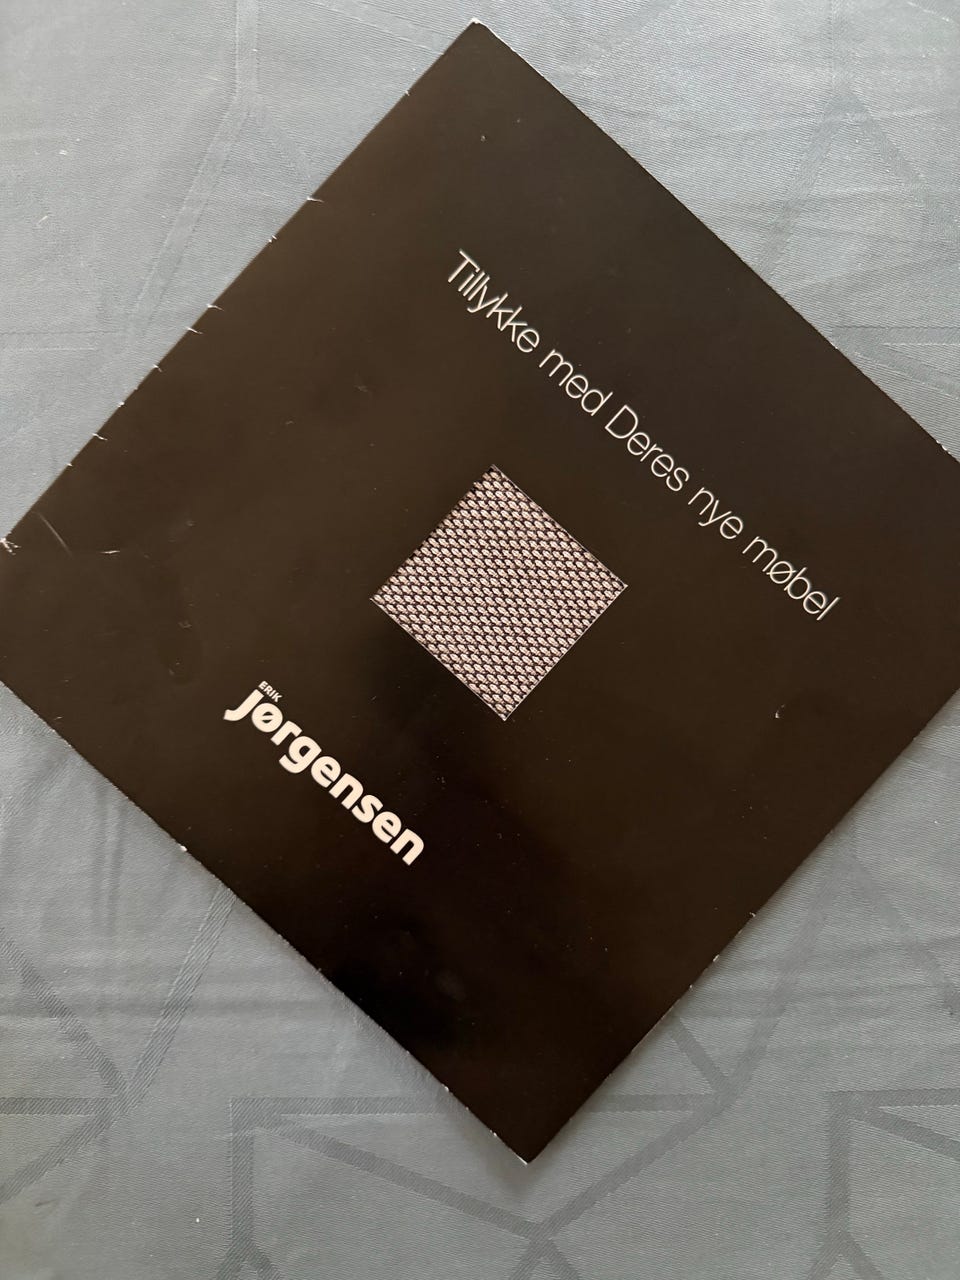 Tillykke med Deres nye møbel
ERIK
Jørgensen